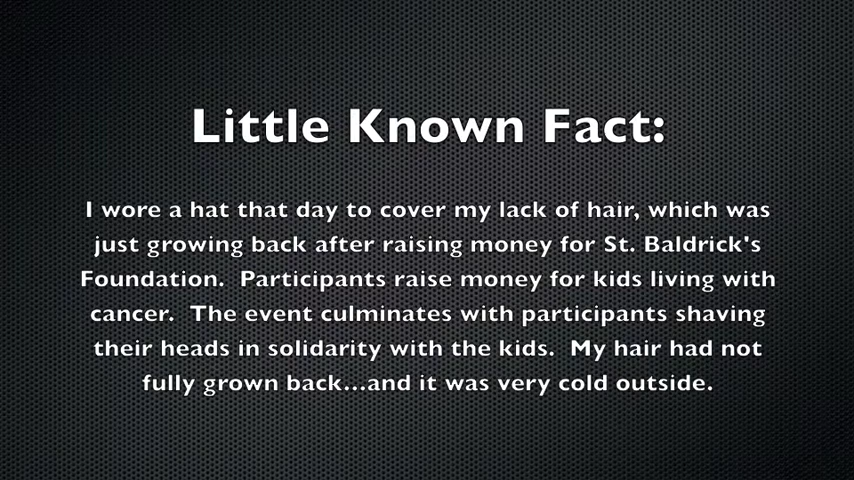 Little Known Fact:
I wore a hat that day to cover my lack of hair, which was
just growing back after raising money for St. Baldrick's
Foundation.  Participants raise money for kids living with
cancer.  The event culminates with participants shaving
their heads in solidarity with the kids.  My hair had not
fully grown back...and it was very cold outside.